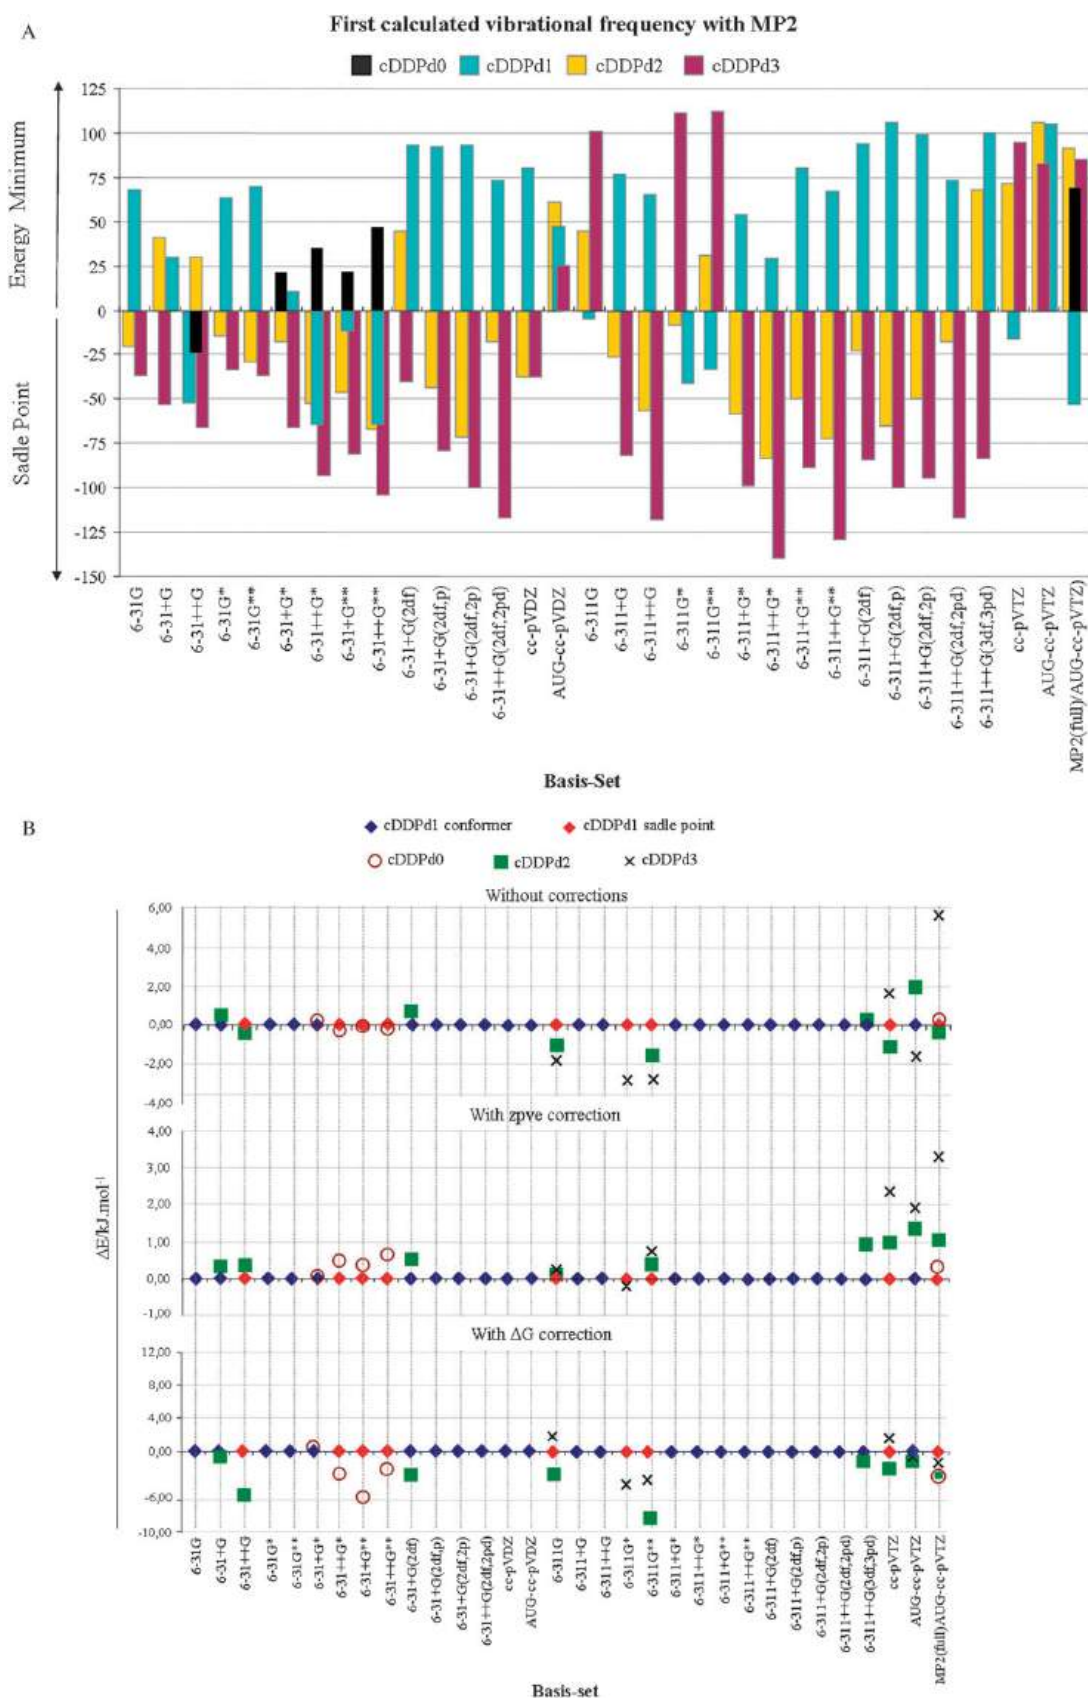 A
First calculated vibrational frequency with MP2
cDDPd0 cDDPd1 cDDPd2 cDDPd3
Energy Minimum
Sadle Point
125
100
75
50
25
0
-25
-50
-75
-100
-125
-150
6-31G
6-31+G
6-31++G
6-31G*
6-31G**
6-31+G*
6-31++G*
6-31+G**
6-31++G**
6-31+G(2df)
6-31+G(2df,p)
6-31+G(2df,2p)
6-31++G(2df,2pd)
cc-pVDZ
AUG-cc-pVDZ
6-311G
6-311+G
6-311++G
6-311G*
6-311G**
6-311+G*
6-311++G*
6-311+G**
6-311++G**
6-311+G(2df)
6-311+G(2df,p)
6-311+G(2df,2p)
6-311++G(2df,2pd)
6-311++G(3df,3pd)
cc-pVTZ
AUG-cc-pVTZ
MP2(full)/AUG-cc-pVTZ)
Basis-Set
B
cDDPd1 conformer cDDPd1 sadle point
cDDPd0 cDDPd2 cDDPd3
ΔE/kJ.mol⁻¹
Without corrections
6,00
4,00
2,00
0,00
-2,00
-4,00
With zpve correction
4,00
3,00
2,00
1,00
0,00
-1,00
With ΔG correction
12,00
8,00
4,00
0,00
-6,00
-10,00
6-31G
6-31+G
6-31++G
6-31G*
6-31G**
6-31+G*
6-31++G*
6-31+G**
6-31++G**
6-31+G(2df)
6-31+G(2df,p)
6-31+G(2df,2p)
6-31++G(2df,2pd)
cc-pVDZ
AUG-cc-pVDZ
6-311G
6-311+G
6-311++G
6-311G*
6-311G**
6-311+G*
6-311++G*
6-311+G**
6-311++G**
6-311+G(2df)
6-311+G(2df,p)
6-311+G(2df,2p)
6-311++G(2df,2pd)
6-311++G(3df,3pd)
cc-pVTZ
AUG-cc-pVTZ
MP2(full)AUG-cc-pVTZ
Basis-set